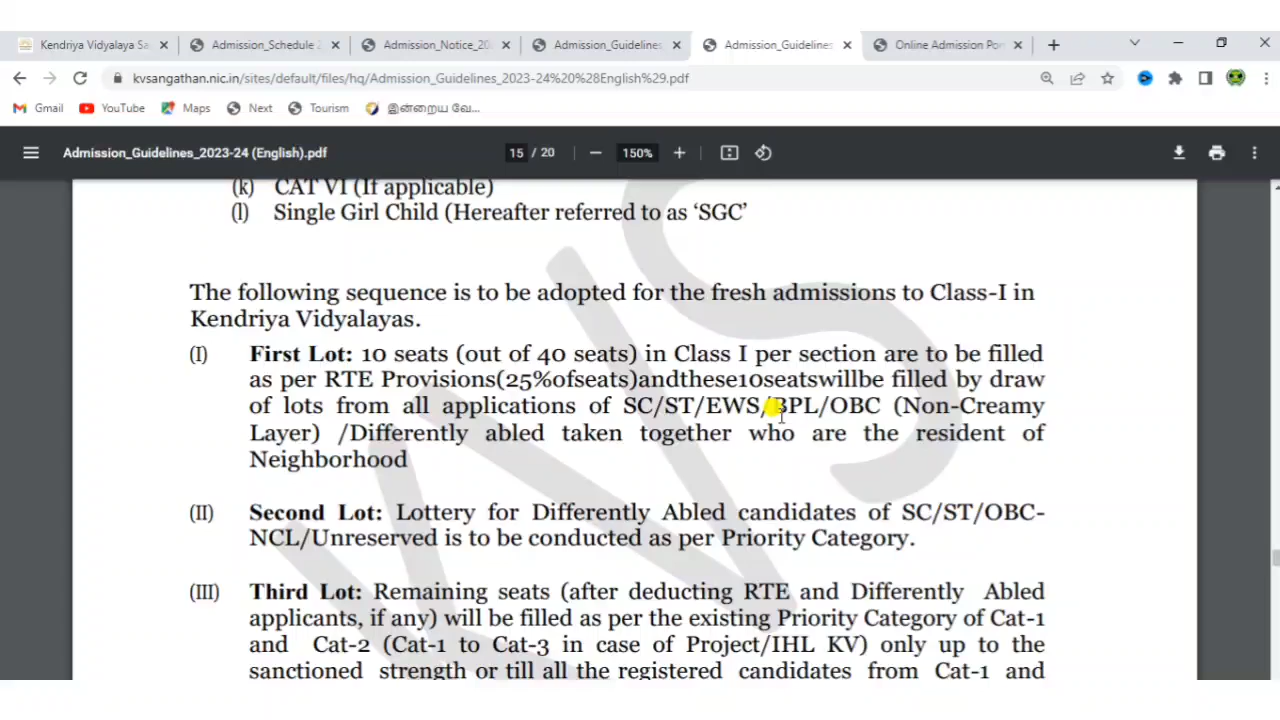 Kendriya Vidyalaya Sa
Admission_Schedule 2
Admission_Notice_20
Admission_Guidelines
Admission_Guidelines
Online Admission Por
kvsangathan.nic.in/sites/default/files/hq/Admission_Guidelines_2023-24%20%28English%29.pdf
Gmail YouTube Maps Next Tourism இன்றைய வே...
Admission_Guidelines_2023-24 (English).pdf 15 / 20 150%
(k) CAT VI (If applicable)
(l) Single Girl Child (Hereafter referred to as ‘SGC’
The following sequence is to be adopted for the fresh admissions to Class-I in
Kendriya Vidyalayas.
(I) First Lot: 10 seats (out of 40 seats) in Class I per section are to be filled
as per RTE Provisions(25%ofseats)andthese10seatswillbe filled by draw
of lots from all applications of SC/ST/EWS/BPL/OBC (Non-Creamy
Layer) /Differently abled taken together who are the resident of
Neighborhood
(II) Second Lot: Lottery for Differently Abled candidates of SC/ST/OBC-
NCL/Unreserved is to be conducted as per Priority Category.
(III) Third Lot: Remaining seats (after deducting RTE and Differently Abled
applicants, if any) will be filled as per the existing Priority Category of Cat-1
and Cat-2 (Cat-1 to Cat-3 in case of Project/IHL KV) only up to the
sanctioned strength or till all the registered candidates from Cat-1 and
KVS